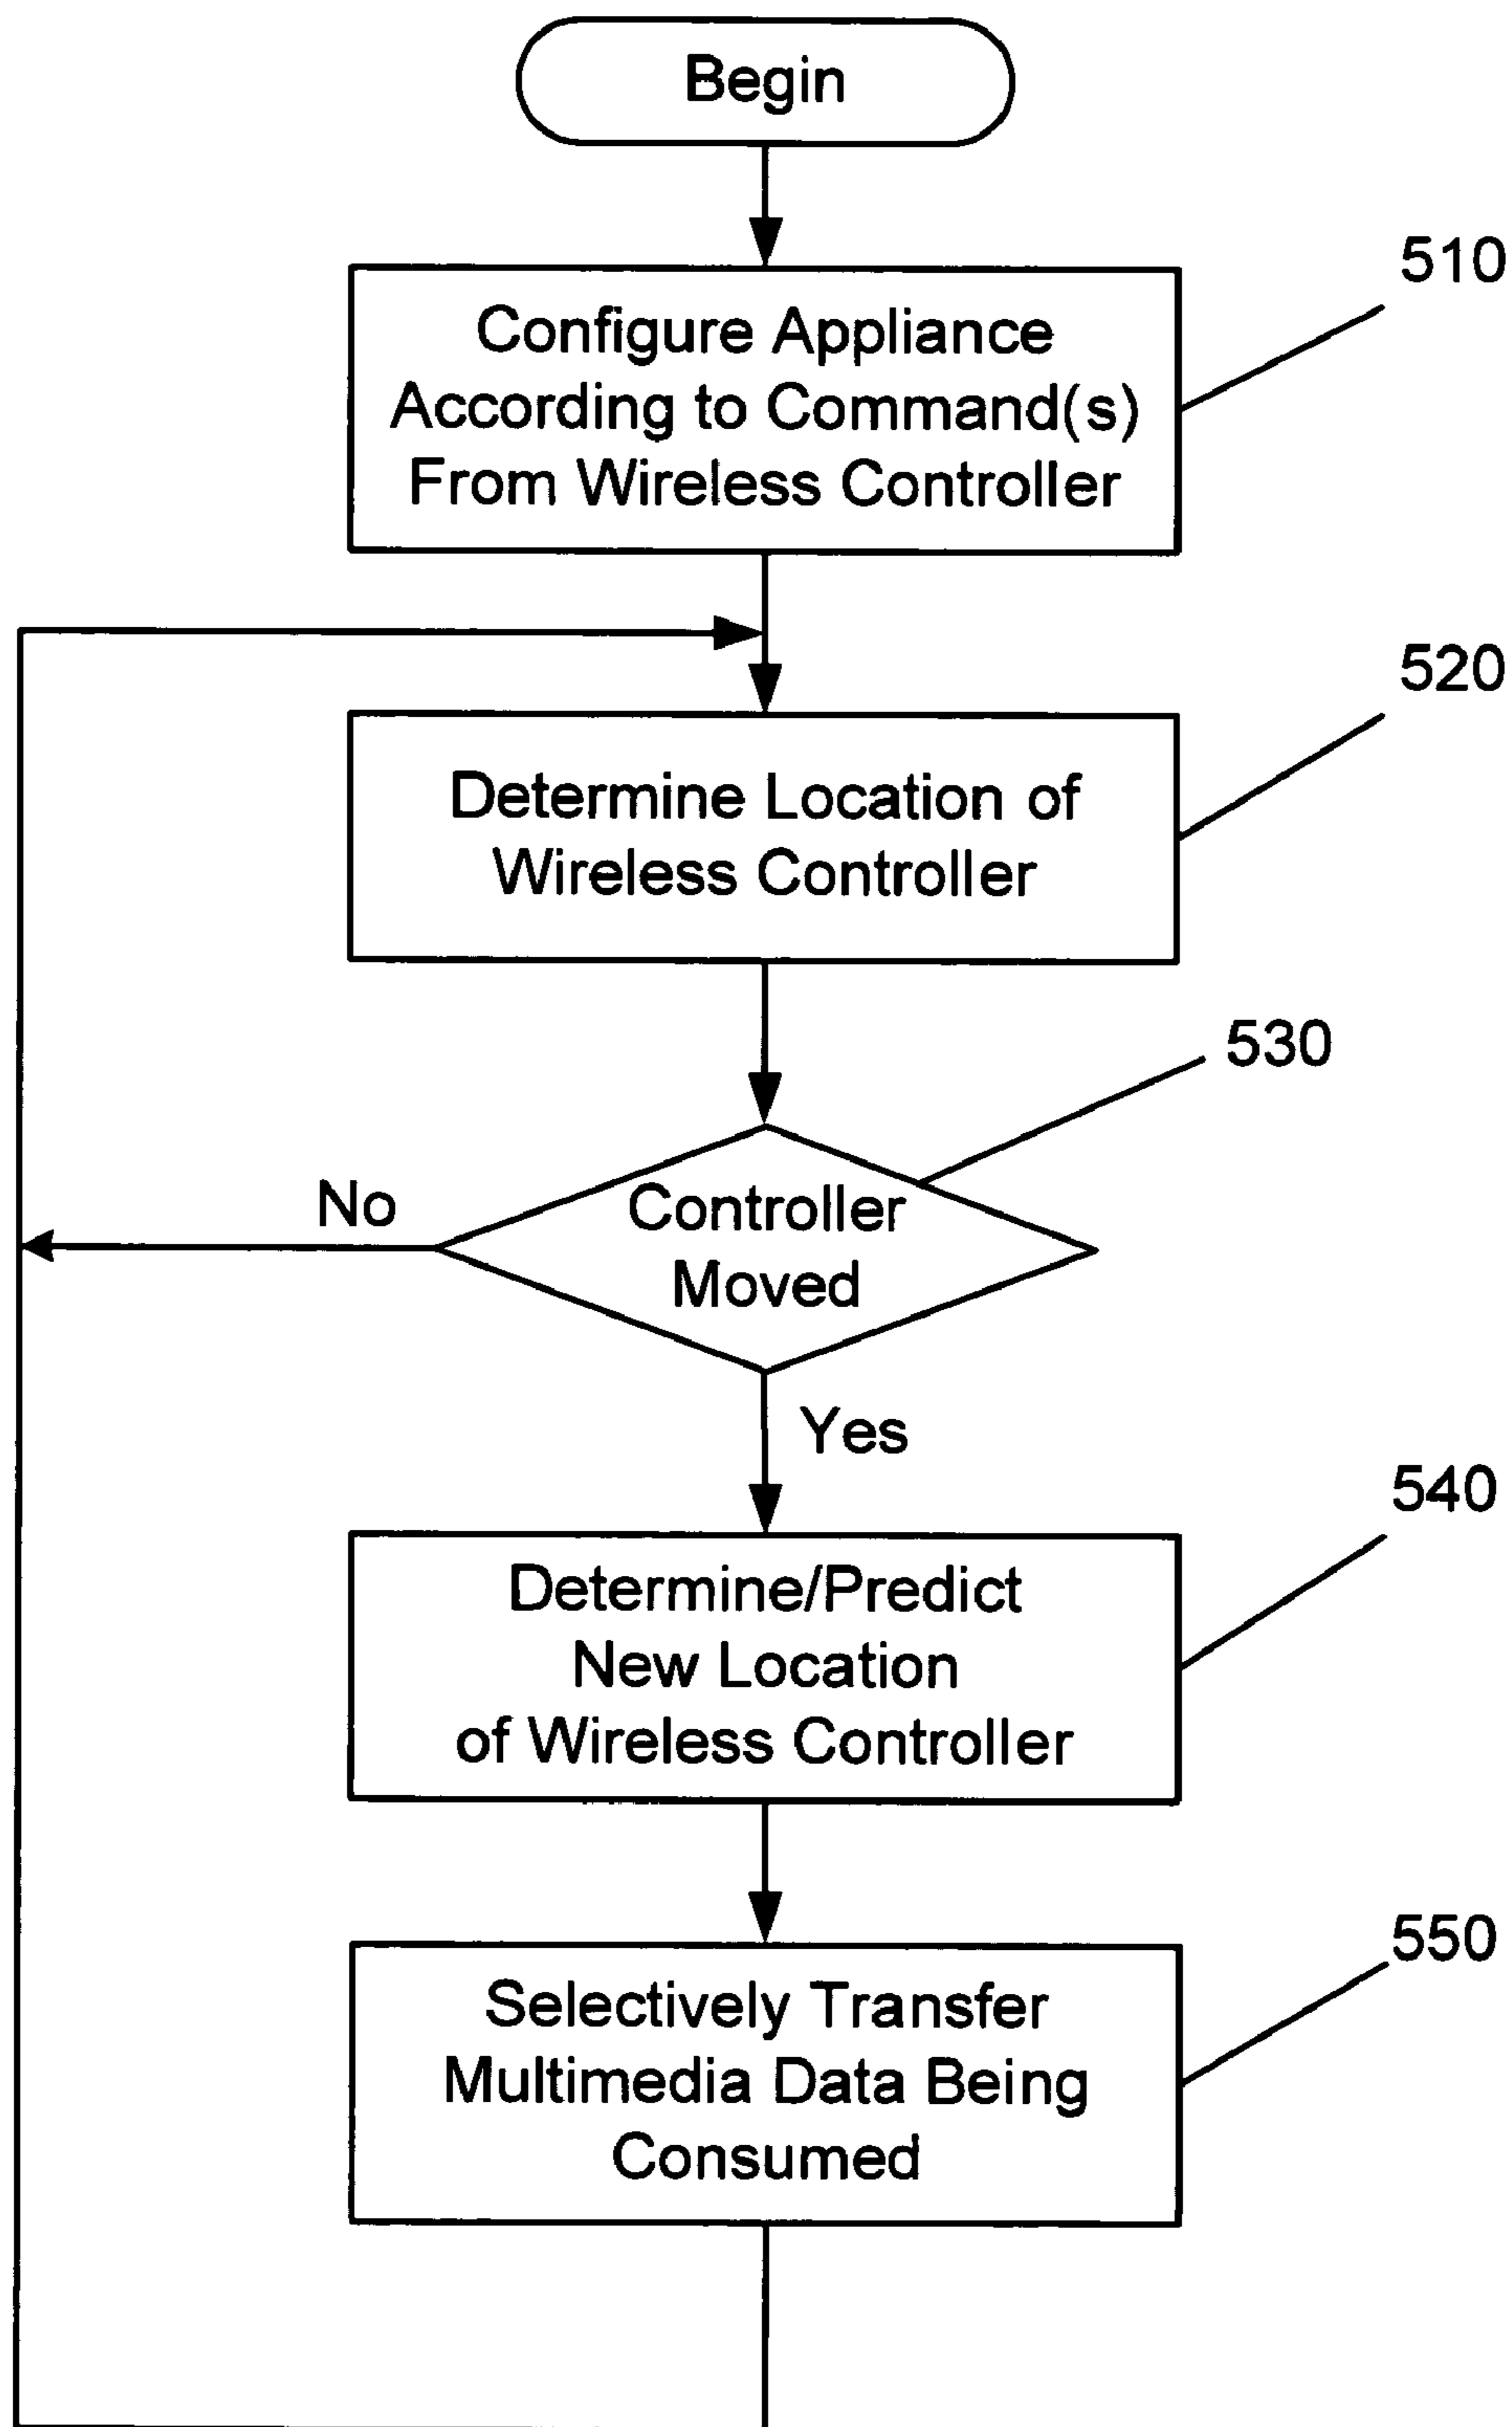 Begin
510
Configure Appliance
According to Command(s)
From Wireless Controller
520
Determine Location of
Wireless Controller
530
No
Controller
Moved
Yes
540
Determine/Predict
New Location
of Wireless Controller
550
Selectively Transfer
Multimedia Data Being
Consumed